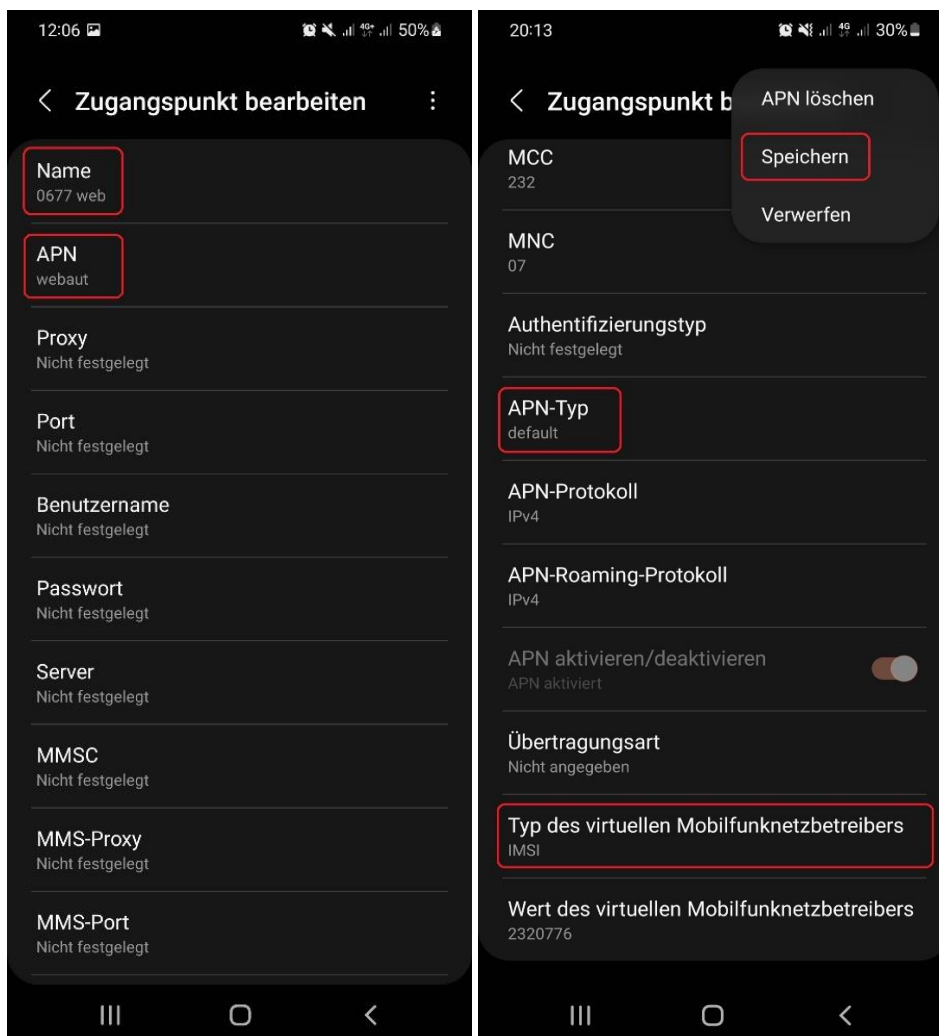 12:06
4G+
50%
Zugangspunkt bearbeiten
Name
0677 web
APN
webaut
Proxy
Nicht festgelegt
Port
Nicht festgelegt
Benutzername
Nicht festgelegt
Passwort
Nicht festgelegt
Server
Nicht festgelegt
MMSC
Nicht festgelegt
MMS-Proxy
Nicht festgelegt
MMS-Port
Nicht festgelegt
20:13
4G
30%
Zugangspunkt b
APN löschen
Speichern
Verwerfen
MCC
232
MNC
07
Authentifizierungstyp
Nicht festgelegt
APN-Typ
default
APN-Protokoll
IPv4
APN-Roaming-Protokoll
IPv4
APN aktivieren/deaktivieren
APN aktiviert
Übertragungsart
Nicht angegeben
Typ des virtuellen Mobilfunknetzbetreibers
IMSI
Wert des virtuellen Mobilfunknetzbetreibers
2320776